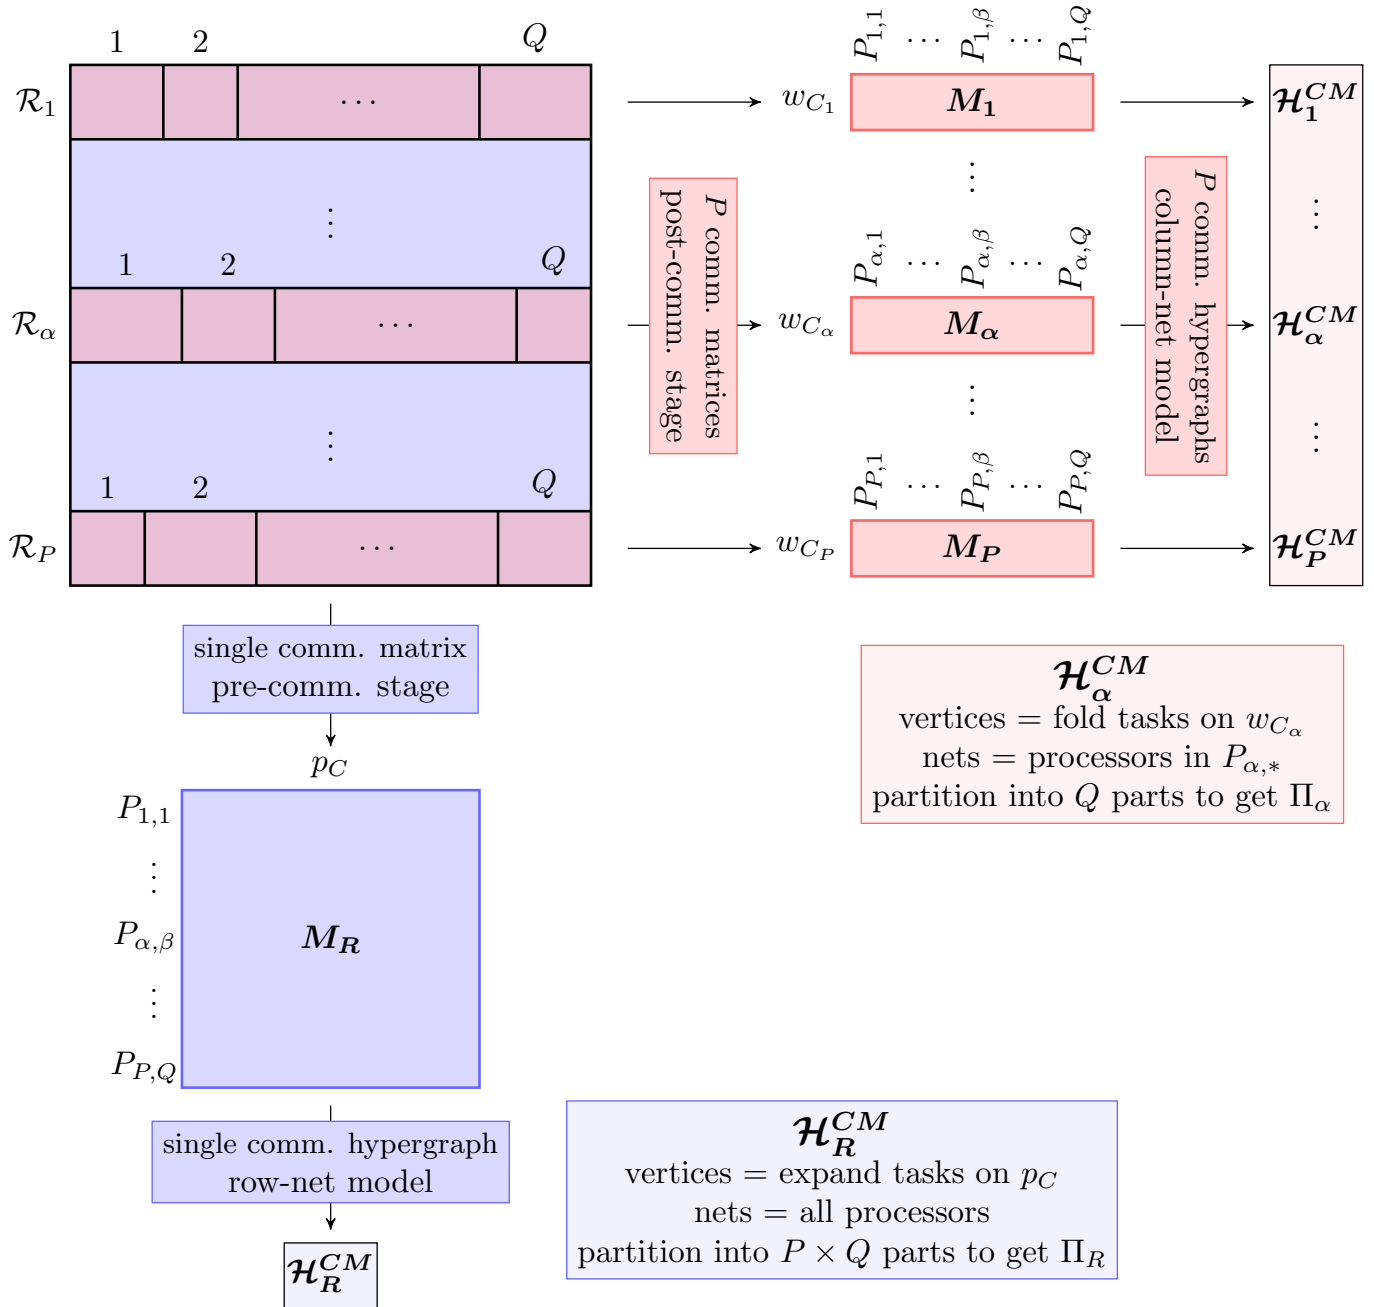 1 2 Q
P_{1,1} ⋯ P_{1,β} ⋯ P_{1,Q}
ℛ_1 ⋯ w_{C_1} M_1 ℋ_1^{CM}
⋮ ⋮ ⋮
P comm. matrices
post-comm. stage
P comm. hypergraphs
column-net model
1 2 Q
P_{α,1} ⋯ P_{α,β} ⋯ P_{α,Q}
ℛ_α ⋯ w_{C_α} M_α ℋ_α^{CM}
⋮ ⋮ ⋮
1 2 Q
P_{P,1} ⋯ P_{P,β} ⋯ P_{P,Q}
ℛ_P ⋯ w_{C_P} M_P ℋ_P^{CM}
single comm. matrix
pre-comm. stage
p_C
ℋ_α^{CM}
vertices = fold tasks on w_{C_α}
nets = processors in P_{α,*}
partition into Q parts to get Π_α
P_{1,1}
⋮
P_{α,β} M_R
⋮
P_{P,Q}
single comm. hypergraph
row-net model
ℋ_R^{CM}
ℋ_R^{CM}
vertices = expand tasks on p_C
nets = all processors
partition into P × Q parts to get Π_R